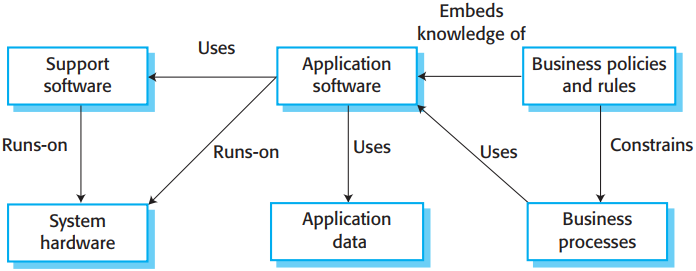 Embeds
knowledge of
Uses
Support
software
Application
software
Business policies
and rules
Runs-on
Runs-on
Uses
Uses
Constrains
System
hardware
Application
data
Business
processes